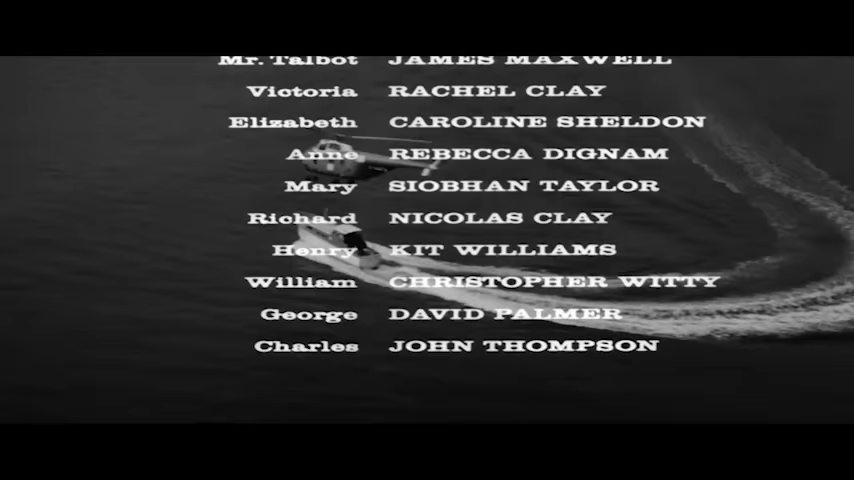 Mr. Talbot JAMES MAXWELL
Victoria RACHEL CLAY
Elizabeth CAROLINE SHELDON
Anne REBECCA DIGNAM
Mary SIOBHAN TAYLOR
Richard NICOLAS CLAY
Henry KIT WILLIAMS
William CHRISTOPHER WITTY
George DAVID PALMER
Charles JOHN THOMPSON